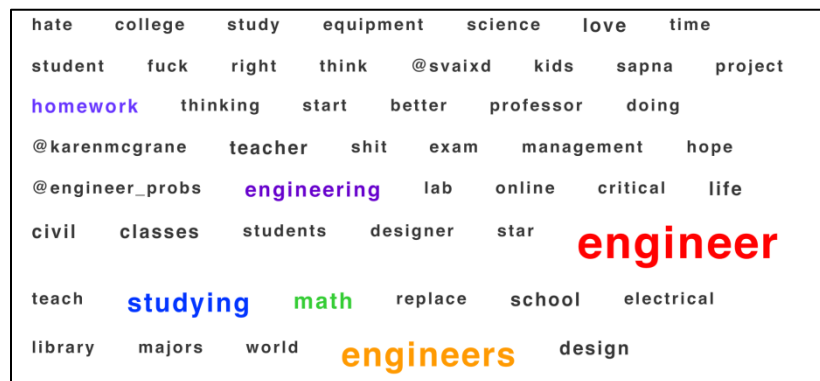 hate college study equipment science love time
student fuck right think @svaixd kids sapna project
homework thinking start better professor doing
@karenmcgrane teacher shit exam management hope
@engineer_probs engineering lab online critical life
civil classes students designer star engineer
teach studying math replace school electrical
library majors world engineers design